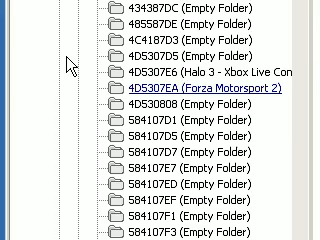 434387DC (Empty Folder)
485587DE (Empty Folder)
4C4187D3 (Empty Folder)
4D5307D5 (Empty Folder)
4D5307E6 (Halo 3 - Xbox Live Con
4D5307EA (Forza Motorsport 2)
4D530808 (Empty Folder)
584107D1 (Empty Folder)
584107D5 (Empty Folder)
584107D7 (Empty Folder)
584107E7 (Empty Folder)
584107ED (Empty Folder)
584107EF (Empty Folder)
584107F1 (Empty Folder)
584107F3 (Empty Folder)